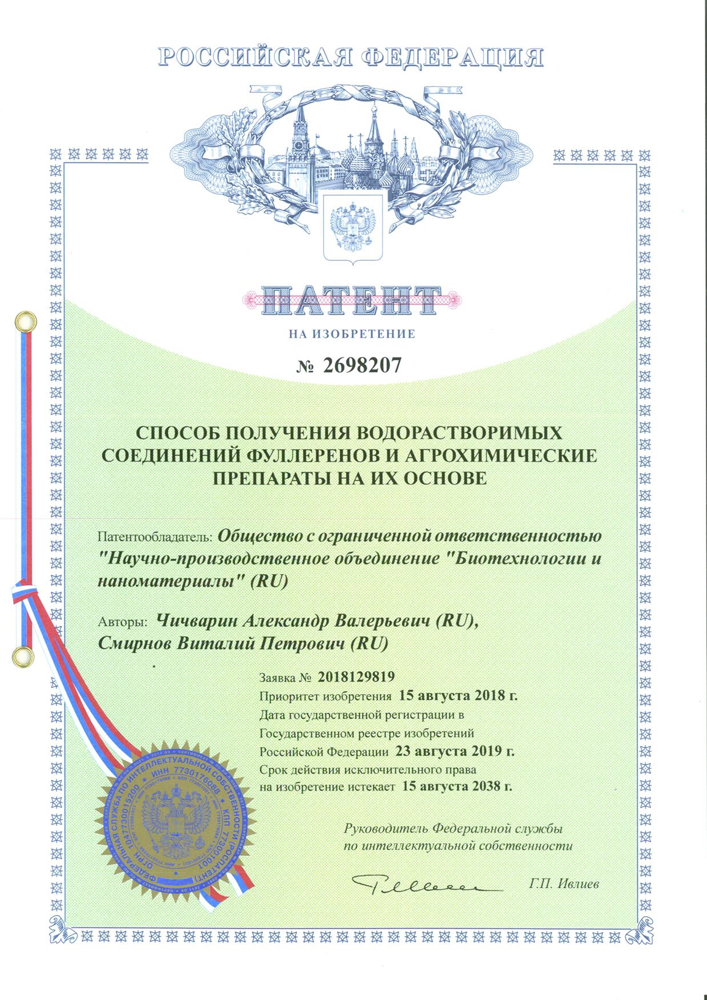 РОССИЙСКАЯ ФЕДЕРАЦИЯ
ПАТЕНТ
НА ИЗОБРЕТЕНИЕ
№ 2698207
СПОСОБ ПОЛУЧЕНИЯ ВОДОРАСТВОРИМЫХ
СОЕДИНЕНИЙ ФУЛЛЕРЕНОВ И АГРОХИМИЧЕСКИЕ
ПРЕПАРАТЫ НА ИХ ОСНОВЕ
Патентообладатель: Общество с ограниченной ответственностью
"Научно-производственное объединение "Биотехнологии и
наноматериалы" (RU)
Авторы: Чичварин Александр Валерьевич (RU),
Смирнов Виталий Петрович (RU)
Заявка № 2018129819
Приоритет изобретения 15 августа 2018 г.
Дата государственной регистрации в
Государственном реестре изобретений
Российской Федерации 23 августа 2019 г.
Срок действия исключительного права
на изобретение истекает 15 августа 2038 г.
Руководитель Федеральной службы
по интеллектуальной собственности
Г.П. Ивлиев
ФЕДЕРАЛЬНАЯ СЛУЖБА ПО ИНТЕЛЛЕКТУАЛЬНОЙ СОБСТВЕННОСТИ (РОСПАТЕНТ)
ОГРН 1047730015200 * ИНН 7730176088 * КПП 773001001